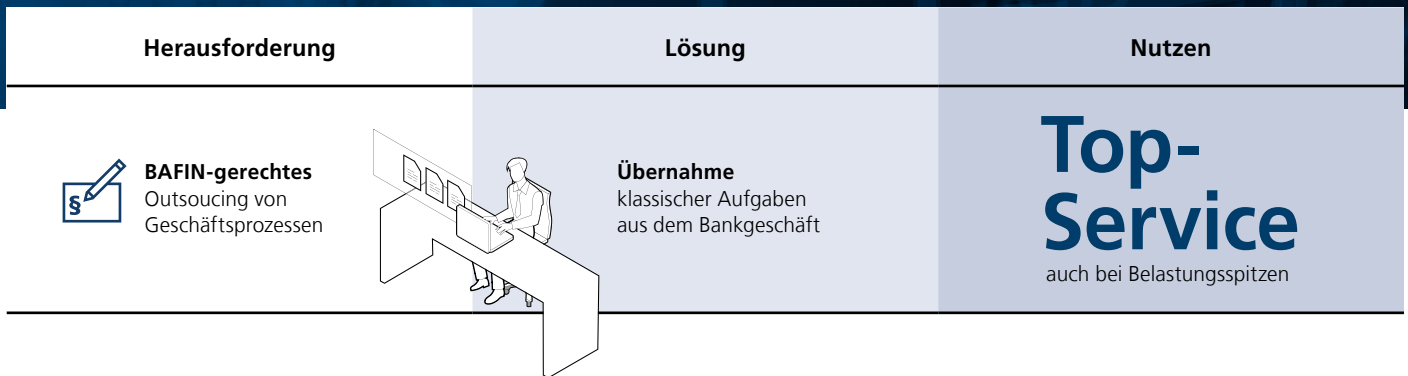 Herausforderung
Lösung
Nutzen
§
BAFIN-gerechtes
Outsoucing von
Geschäftsprozessen
Übernahme
klassischer Aufgaben
aus dem Bankgeschäft
Top-
Service
auch bei Belastungsspitzen